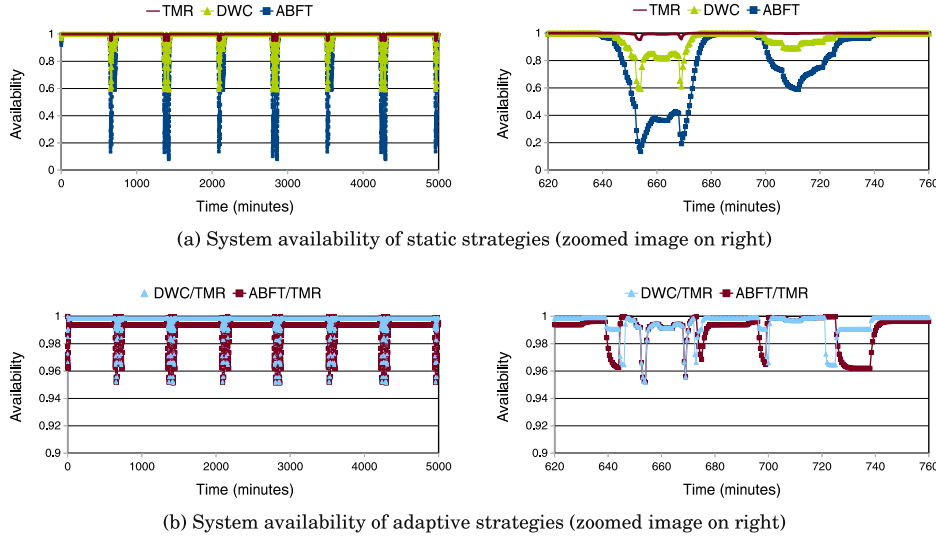 TMR DWC ABFT TMR DWC ABFT
1 1
0.8 0.8
0.6 0.6
0.4 0.4
0.2 0.2
0 0
Availability Availability
0 1000 2000 3000 4000 5000 620 640 660 680 700 720 740 760
Time (minutes) Time (minutes)
(a) System availability of static strategies (zoomed image on right)
DWC/TMR ABFT/TMR DWC/TMR ABFT/TMR
1 1
0.98 0.98
0.96 0.96
0.94 0.94
0.92 0.92
0.9 0.9
Availability Availability
0 1000 2000 3000 4000 5000 620 640 660 680 700 720 740 760
Time (minutes) Time (minutes)
(b) System availability of adaptive strategies (zoomed image on right)